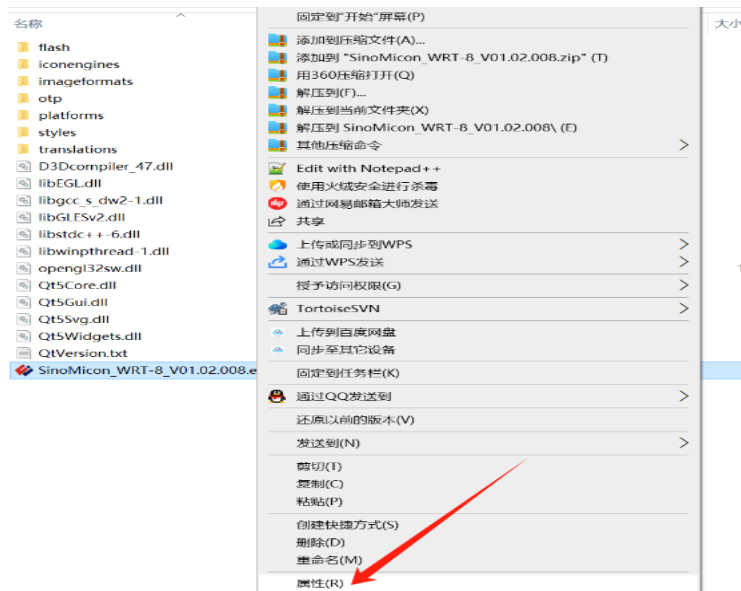 名称
大小
flash
iconengines
imageformats
otp
platforms
styles
translations
D3Dcompiler_47.dll
libEGL.dll
libgcc_s_dw2-1.dll
libGLESv2.dll
libstdc++-6.dll
libwinpthread-1.dll
opengl32sw.dll
Qt5Core.dll
Qt5Gui.dll
Qt5Svg.dll
Qt5Widgets.dll
QtVersion.txt
SinoMicon_WRT-8_V01.02.008.e
固定到"开始"屏幕(P)
添加到压缩文件(A)...
添加到 "SinoMicon_WRT-8_V01.02.008.zip" (T)
用360压缩打开(Q)
解压到(F)...
解压到当前文件夹(X)
解压到 SinoMicon_WRT-8_V01.02.008\ (E)
其他压缩命令
Edit with Notepad++
使用火绒安全进行杀毒
通过网易邮箱大师发送
共享
上传或同步到WPS
通过WPS发送
授予访问权限(G)
TortoiseSVN
上传到百度网盘
同步至其它设备
固定到任务栏(K)
通过QQ发送到
还原以前的版本(V)
发送到(N)
剪切(T)
复制(C)
粘贴(P)
创建快捷方式(S)
删除(D)
重命名(M)
属性(R)